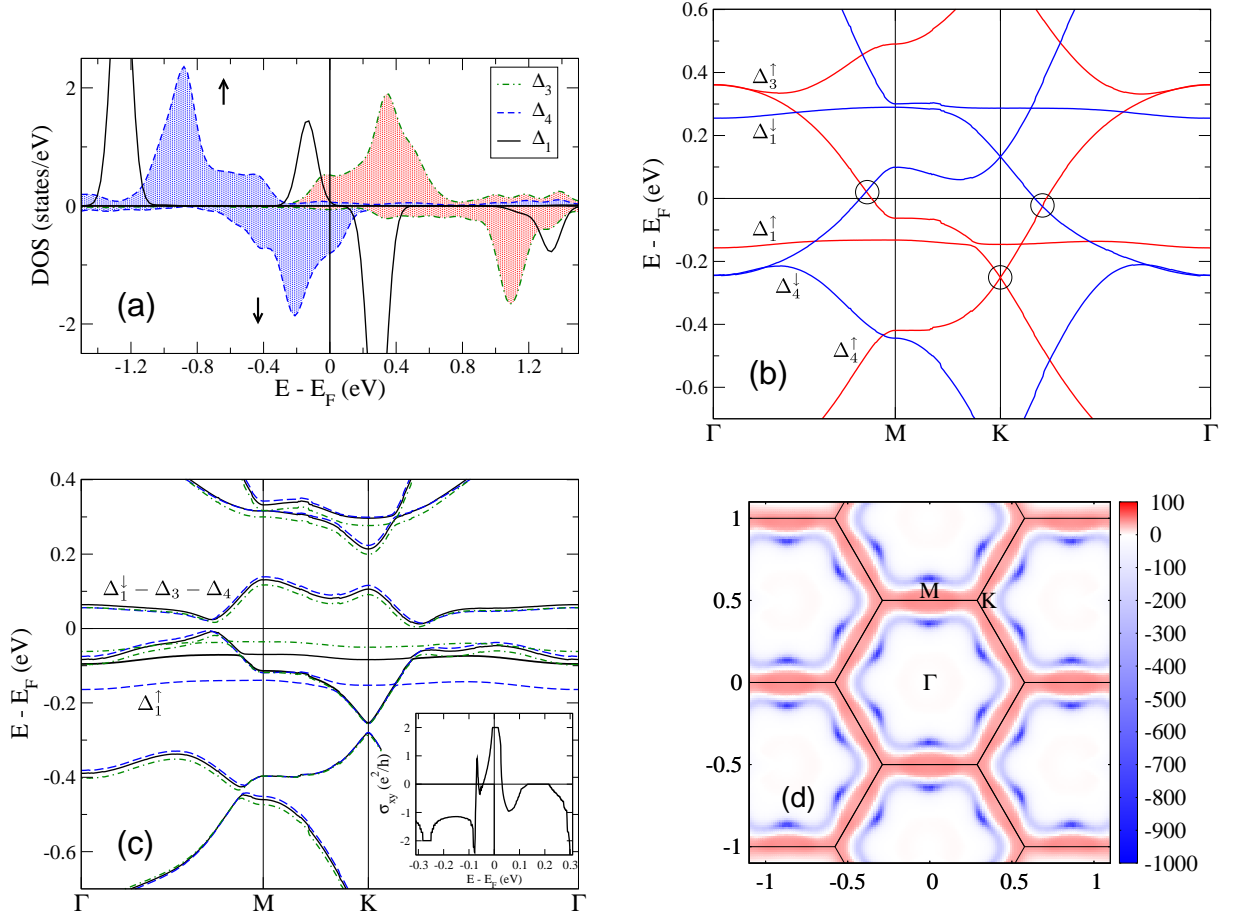 2
0
-2
DOS (states/eV)
Δ₃
Δ₄
Δ₁
(a)
-1.2 -0.8 -0.4 0 0.4 0.8 1.2
E - E_F (eV)
0.6
0.4
0.2
0
-0.2
-0.4
-0.6
E - E_F (eV)
Δ₃↑
Δ₁↓
Δ₁↑
Δ₄↓
Δ₄↑
(b)
Γ M K Γ
0.4
0.2
0
-0.2
-0.4
-0.6
E - E_F (eV)
Δ₁↓ − Δ₃ − Δ₄
Δ₁↑
(c)
Γ M K Γ
2
1
0
-1
-2
σ_xy (e²/h)
-0.3 -0.2 -0.1 0 0.1 0.2 0.3
E - E_F (eV)
1
0.5
0
-0.5
-1
M
K
Γ
(d)
-1 -0.5 0 0.5 1
100
0
-100
-200
-300
-400
-500
-600
-700
-800
-900
-1000